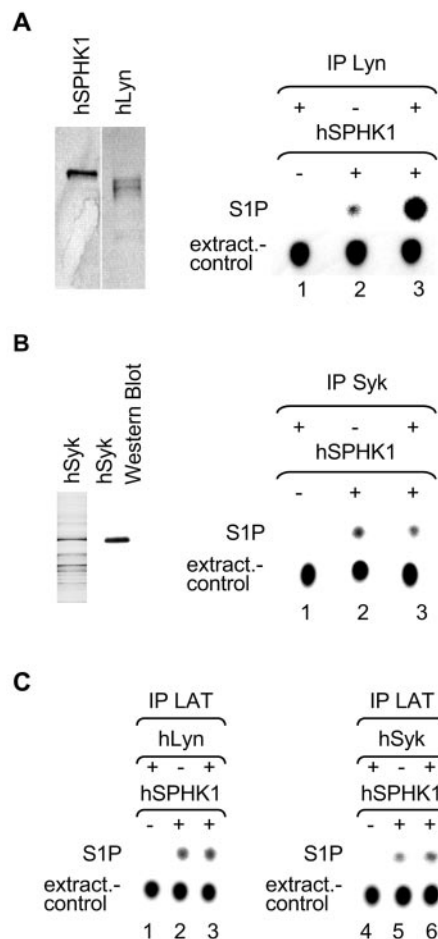 A
hSPHK1
hLyn
IP Lyn
+ - +
hSPHK1
- + +
S1P
extract.-
control
1 2 3
B
hSyk
hSyk
Western Blot
IP Syk
+ - +
hSPHK1
- + +
S1P
extract.-
control
1 2 3
C
IP LAT
hLyn
+ - +
hSPHK1
- + +
S1P
extract.-
control
1 2 3
IP LAT
hSyk
+ - +
hSPHK1
- + +
S1P
extract.-
control
4 5 6